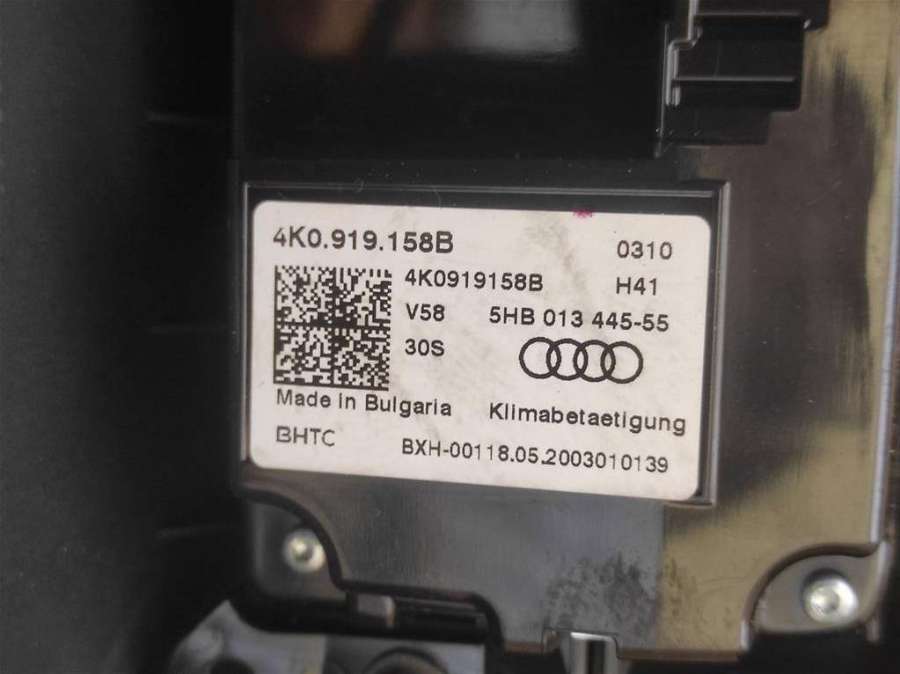 4K0.919.158B 0310
4K0919158B H41
V58 5HB 013 445-55
30S
Made in Bulgaria Klimabetaetigung
BHTC BXH-00118.05.2003010139